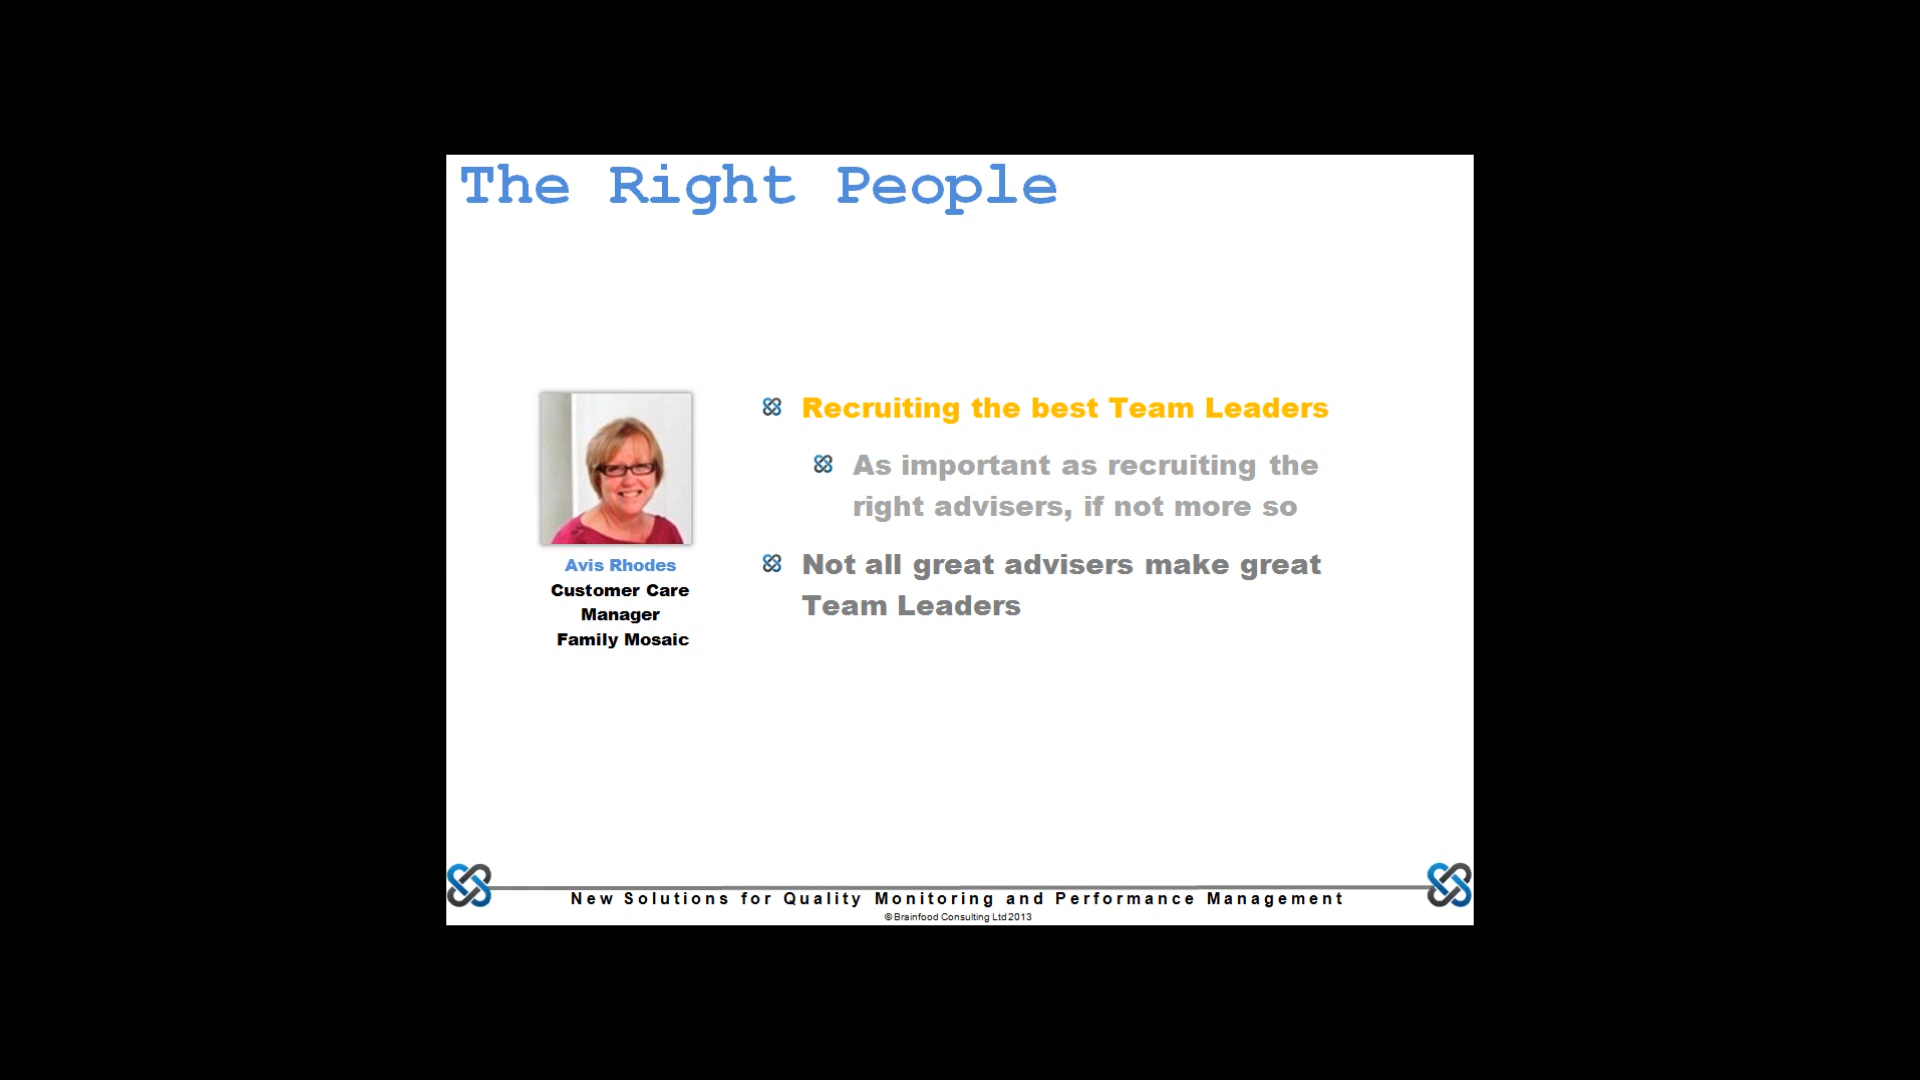 The Right People
Recruiting the best Team Leaders
As important as recruiting the
right advisers, if not more so
Not all great advisers make great
Team Leaders
Avis Rhodes
Customer Care
Manager
Family Mosaic
New Solutions for Quality Monitoring and Performance Management
© Brainfood Consulting Ltd 2013